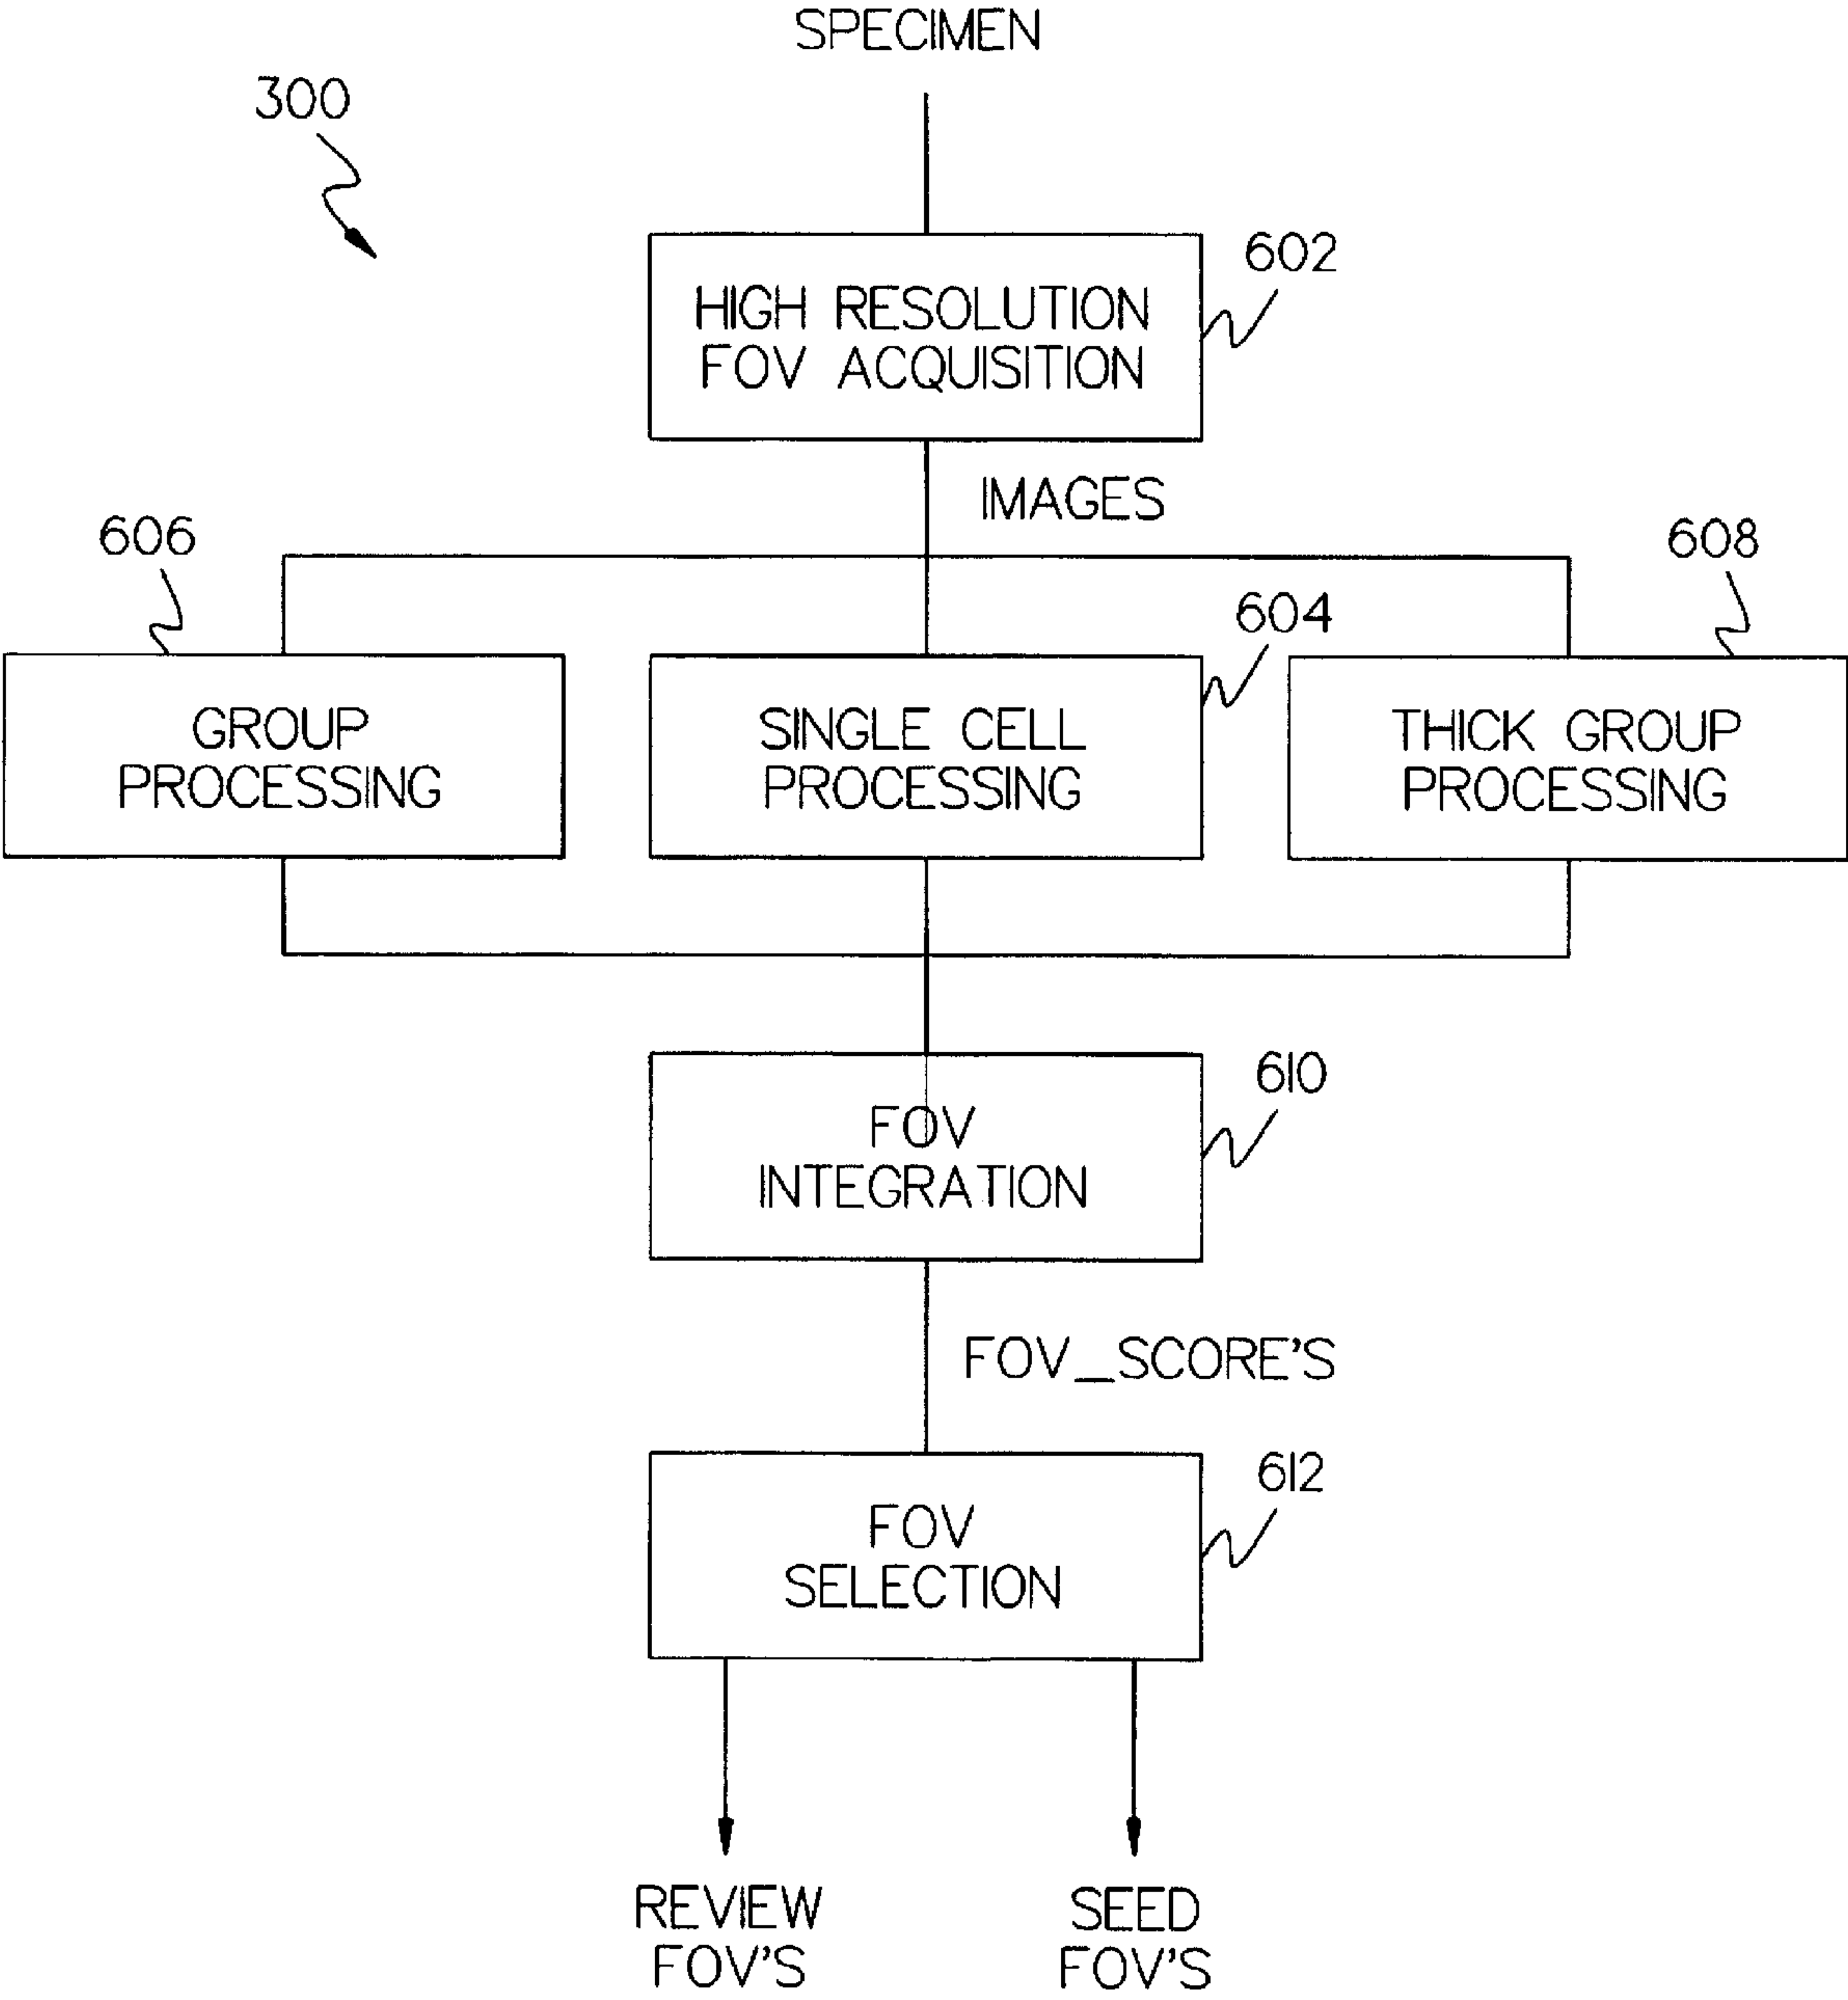 SPECIMEN
300
602
HIGH RESOLUTION
FOV ACQUISITION
IMAGES
606
608
604
GROUP
PROCESSING
SINGLE CELL
PROCESSING
THICK GROUP
PROCESSING
610
FOV
INTEGRATION
FOV_SCORE'S
612
FOV
SELECTION
REVIEW
FOV'S
SEED
FOV'S